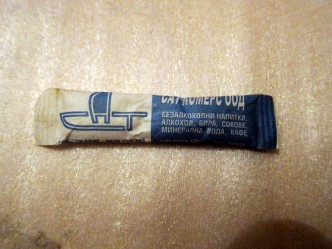 САТ КОМЕРС ООД
САТ
БЕЗАЛКОХОЛНИ НАПИТКИ,
АЛКОХОЛ, БИРА, СОКОВЕ,
МИНЕРАЛНА ВОДА, КАФЕ